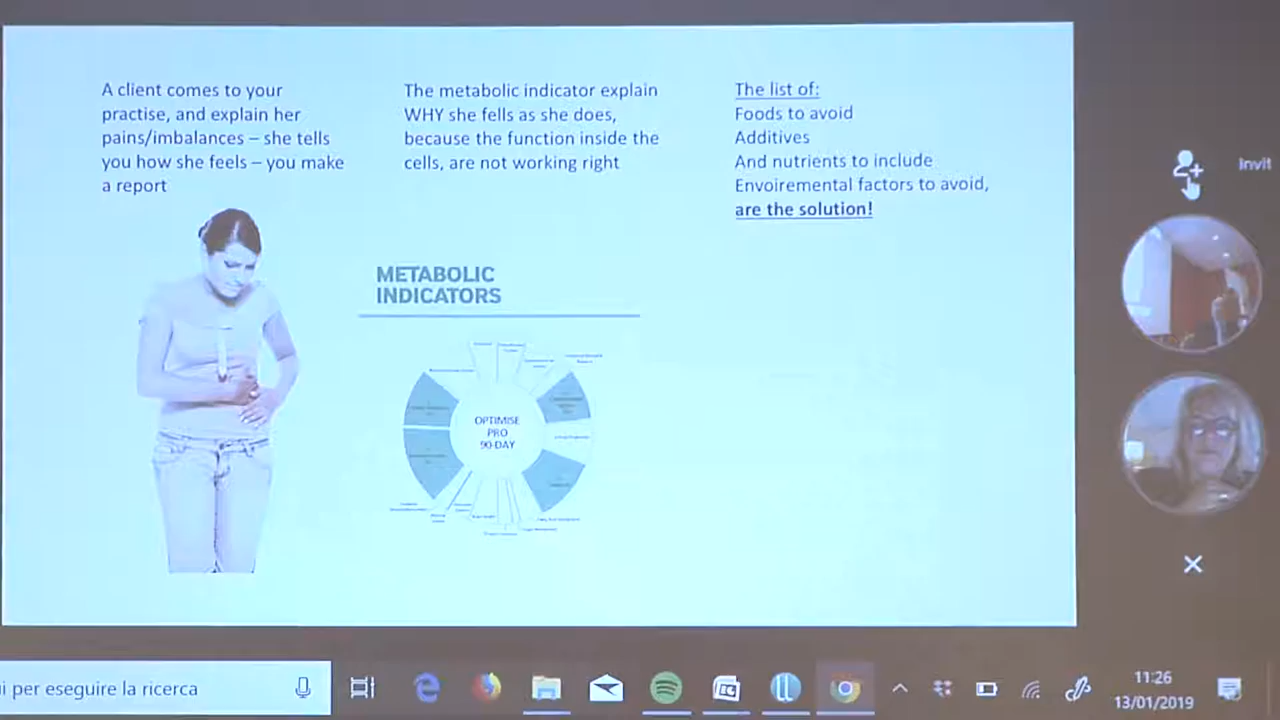 A client comes to your
practise, and explain her
pains/imbalances – she tells
you how she feels – you make
a report
The metabolic indicator explain
WHY she fells as she does,
because the function inside the
cells, are not working right
The list of:
Foods to avoid
Additives
And nutrients to include
Envoiremental factors to avoid,
are the solution!
METABOLIC
INDICATORS
OPTIMISE
PRO
90-DAY
Invit
i per eseguire la ricerca
11:26
13/01/2019